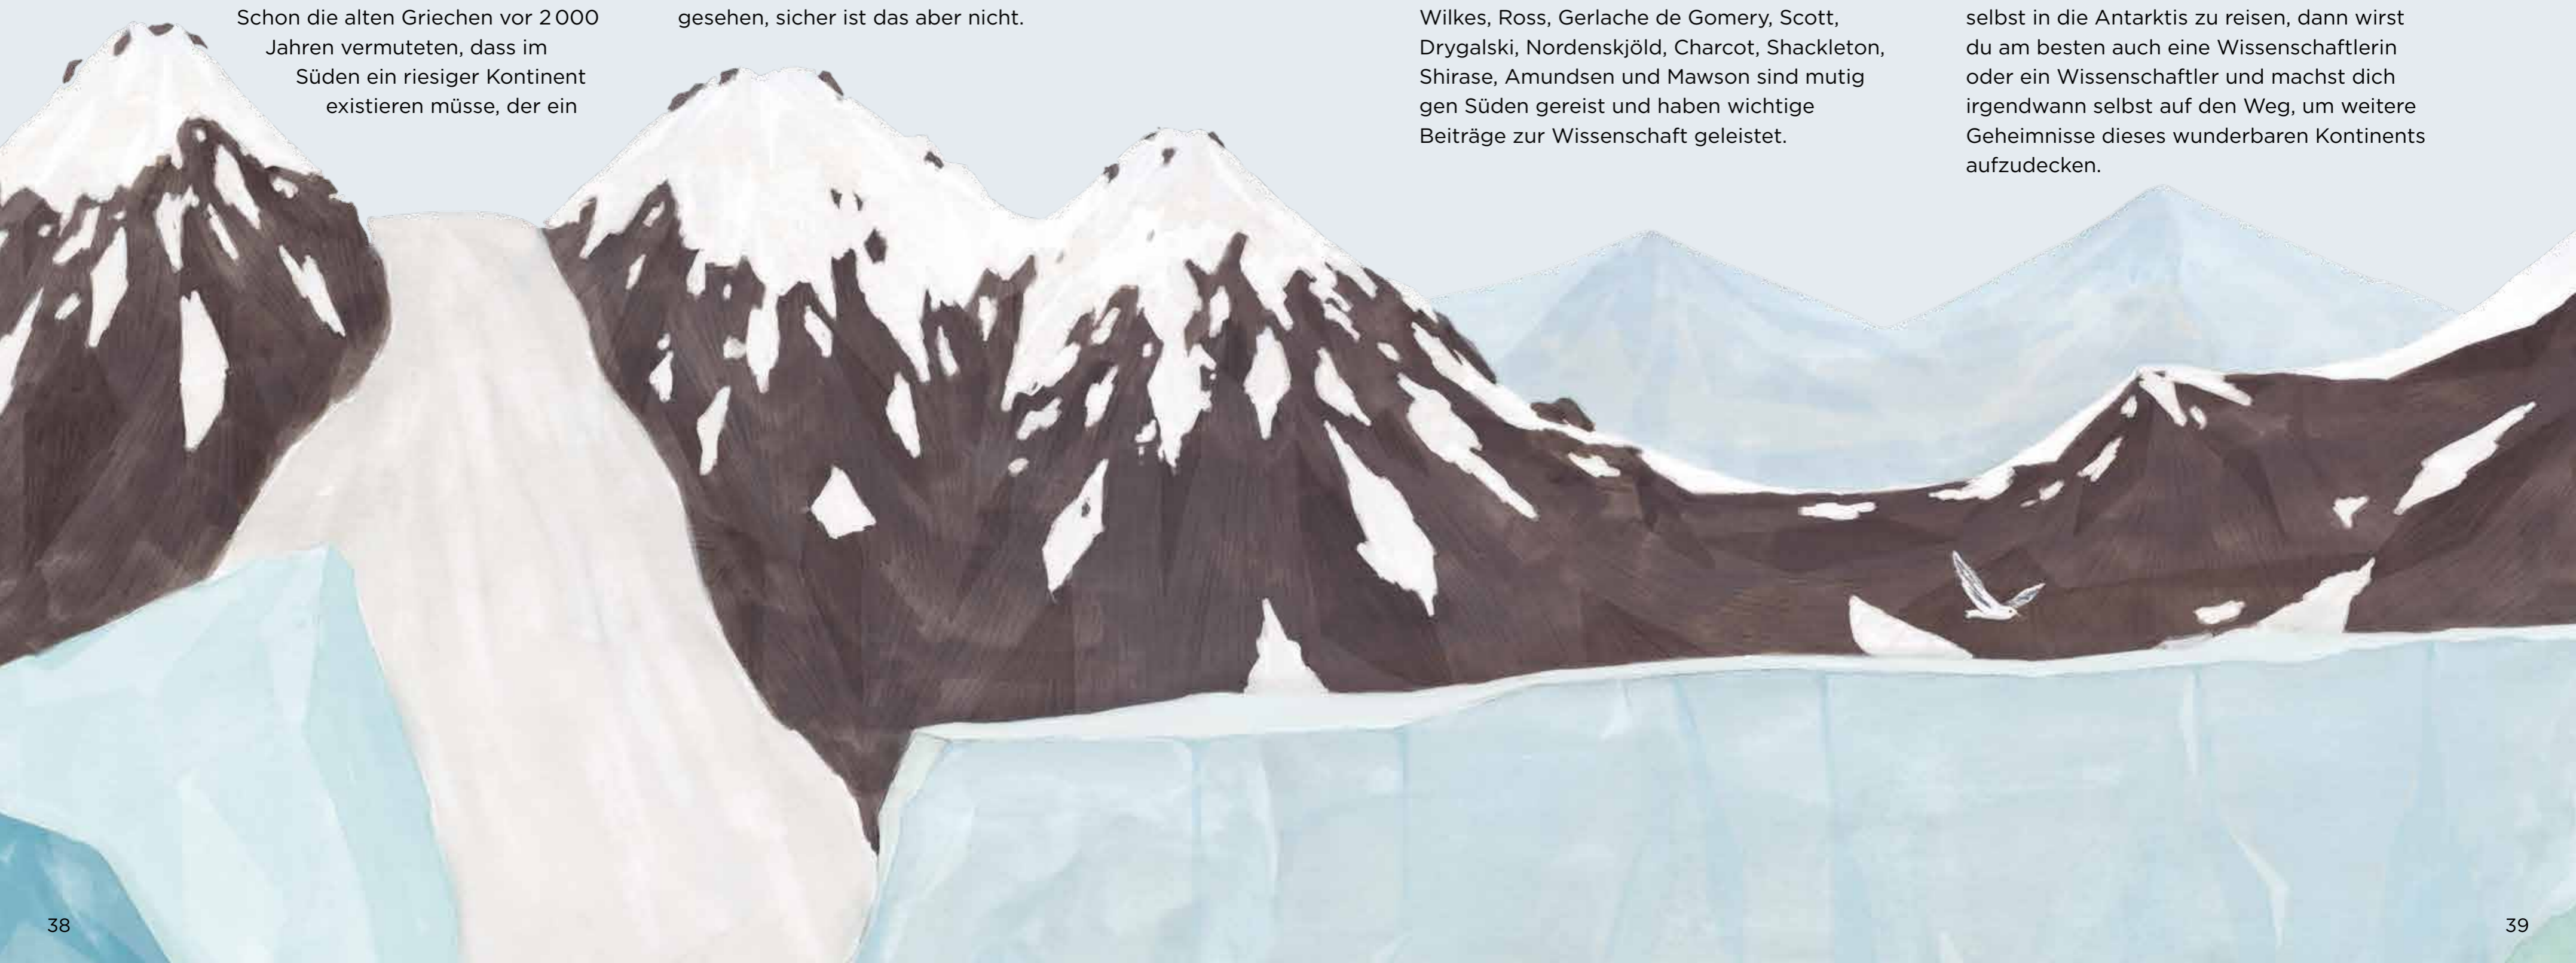 Schon die alten Griechen vor 2 000
Jahren vermuteten, dass im
Süden ein riesiger Kontinent
existieren müsse, der ein
gesehen, sicher ist das aber nicht.
Wilkes, Ross, Gerlache de Gomery, Scott,
Drygalski, Nordenskjöld, Charcot, Shackleton,
Shirase, Amundsen und Mawson sind mutig
gen Süden gereist und haben wichtige
Beiträge zur Wissenschaft geleistet.
selbst in die Antarktis zu reisen, dann wirst
du am besten auch eine Wissenschaftlerin
oder ein Wissenschaftler und machst dich
irgendwann selbst auf den Weg, um weitere
Geheimnisse dieses wunderbaren Kontinents
aufzudecken.
38
39